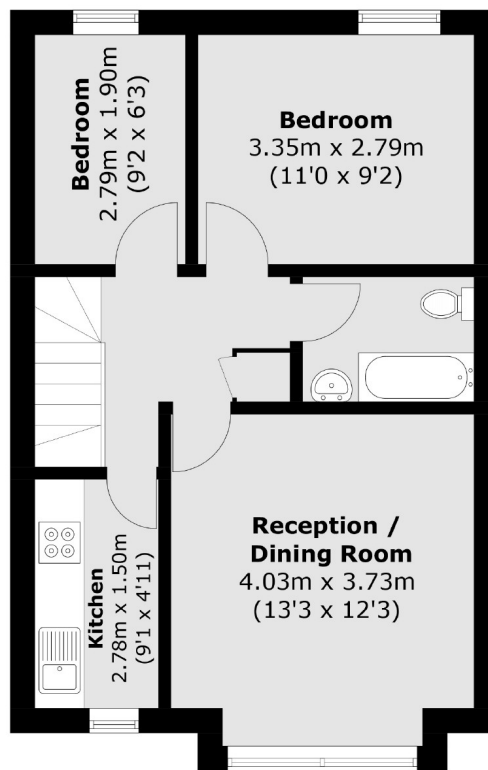 Bedroom
2.79m x 1.90m
(9'2 x 6'3)
Bedroom
3.35m x 2.79m
(11'0 x 9'2)
Reception /
Dining Room
4.03m x 3.73m
(13'3 x 12'3)
Kitchen
2.78m x 1.50m
(9'1 x 4'11)